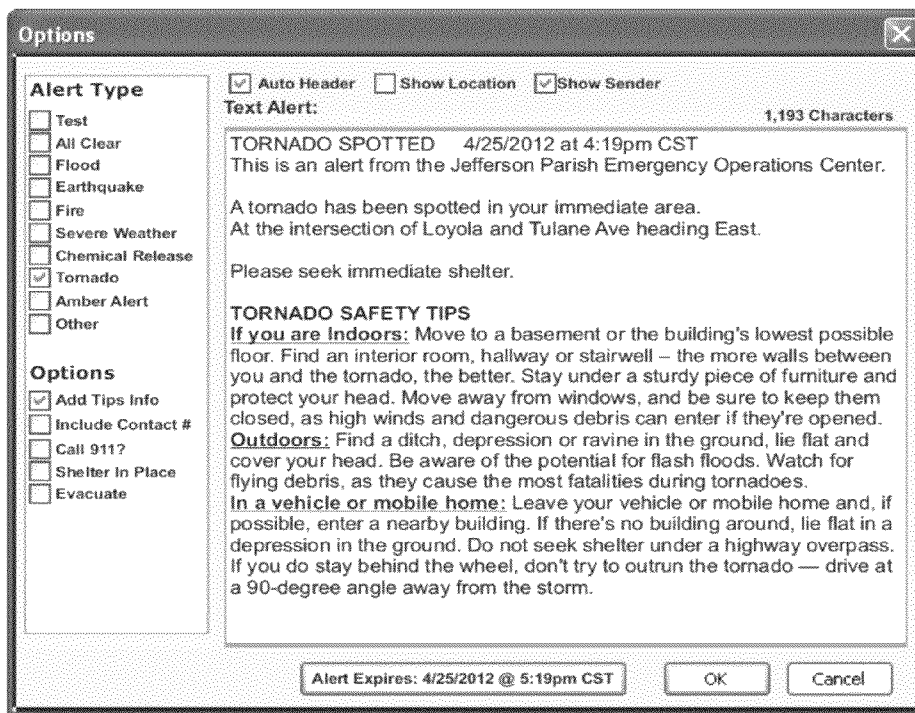 Options
Alert Type
Test
All Clear
Flood
Earthquake
Fire
Severe Weather
Chemical Release
Tornado
Amber Alert
Other
Options
Add Tips Info
Include Contact #
Call 911?
Shelter In Place
Evacuate
Auto Header Show Location Show Sender
Text Alert:
1,193 Characters
TORNADO SPOTTED 4/25/2012 at 4:19pm CST
This is an alert from the Jefferson Parish Emergency Operations Center.
A tornado has been spotted in your immediate area.
At the intersection of Loyola and Tulane Ave heading East.
Please seek immediate shelter.
TORNADO SAFETY TIPS
If you are Indoors: Move to a basement or the building's lowest possible
floor. Find an interior room, hallway or stairwell – the more walls between
you and the tornado, the better. Stay under a sturdy piece of furniture and
protect your head. Move away from windows, and be sure to keep them
closed, as high winds and dangerous debris can enter if they're opened.
Outdoors: Find a ditch, depression or ravine in the ground, lie flat and
cover your head. Be aware of the potential for flash floods. Watch for
flying debris, as they cause the most fatalities during tornadoes.
In a vehicle or mobile home: Leave your vehicle or mobile home and, if
possible, enter a nearby building. If there's no building around, lie flat in a
depression in the ground. Do not seek shelter under a highway overpass.
If you do stay behind the wheel, don't try to outrun the tornado — drive at
a 90-degree angle away from the storm.
Alert Expires: 4/25/2012 @ 5:19pm CST
OK
Cancel